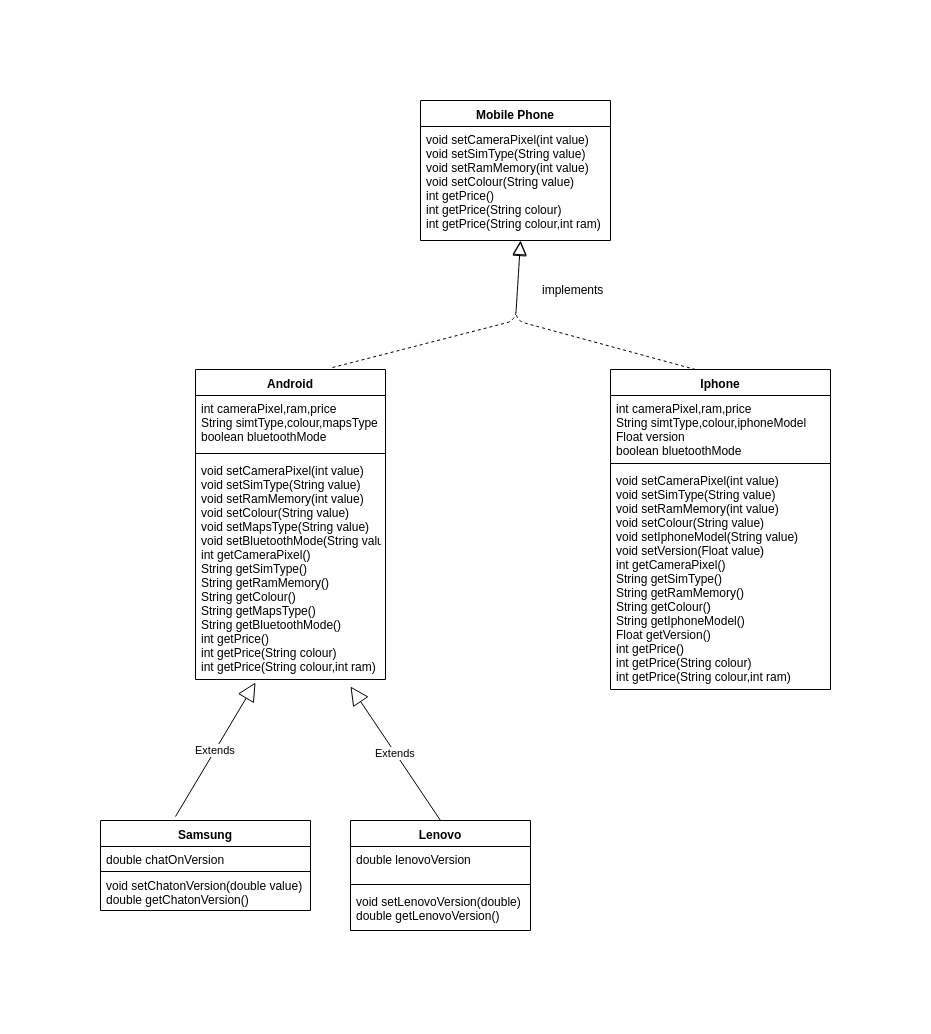 Mobile Phone
void setCameraPixel(int value)
void setSimType(String value)
void setRamMemory(int value)
void setColour(String value)
int getPrice()
int getPrice(String colour)
int getPrice(String colour,int ram)
implements
Android
int cameraPixel,ram,price
String simtType,colour,mapsType
boolean bluetoothMode
void setCameraPixel(int value)
void setSimType(String value)
void setRamMemory(int value)
void setColour(String value)
void setMapsType(String value)
void setBluetoothMode(String valu
int getCameraPixel()
String getSimType()
String getRamMemory()
String getColour()
String getMapsType()
String getBluetoothMode()
int getPrice()
int getPrice(String colour)
int getPrice(String colour,int ram)
Iphone
int cameraPixel,ram,price
String simtType,colour,iphoneModel
Float version
boolean bluetoothMode
void setCameraPixel(int value)
void setSimType(String value)
void setRamMemory(int value)
void setColour(String value)
void setIphoneModel(String value)
void setVersion(Float value)
int getCameraPixel()
String getSimType()
String getRamMemory()
String getColour()
String getIphoneModel()
Float getVersion()
int getPrice()
int getPrice(String colour)
int getPrice(String colour,int ram)
Extends
Extends
Samsung
double chatOnVersion
void setChatonVersion(double value)
double getChatonVersion()
Lenovo
double lenovoVersion
void setLenovoVersion(double)
double getLenovoVersion()